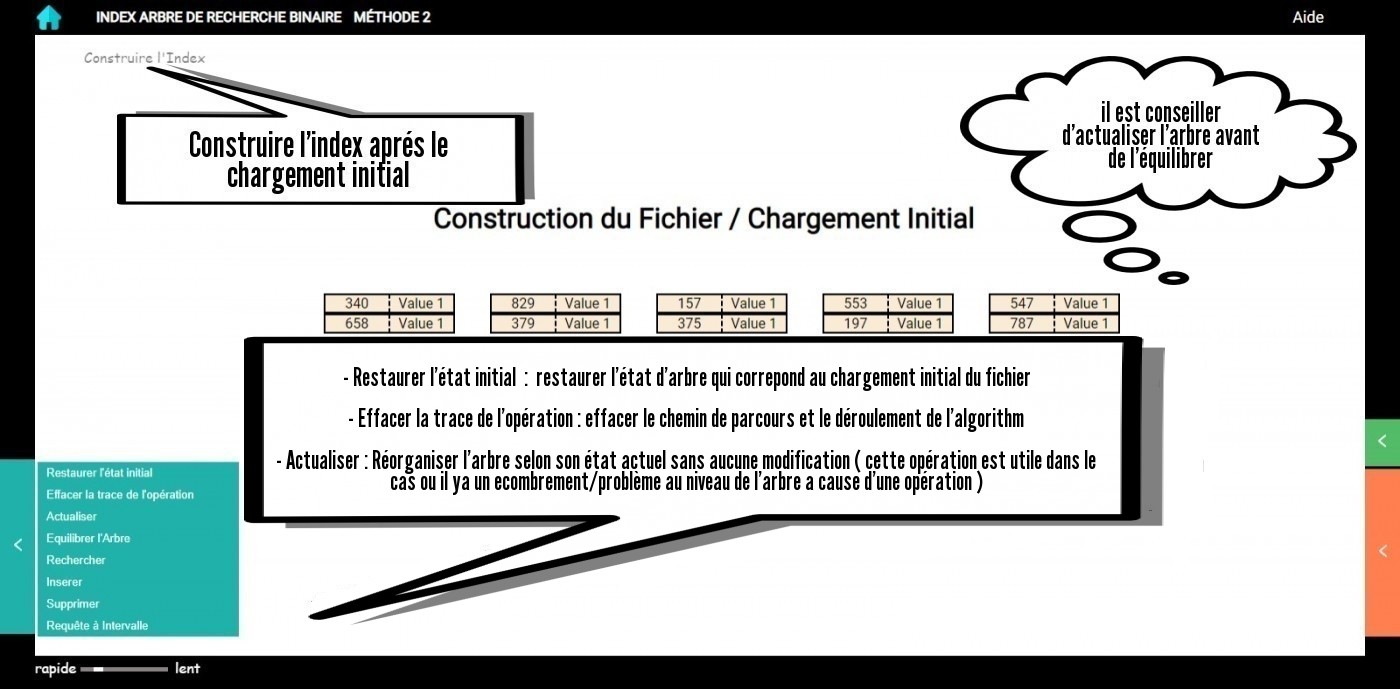 INDEX ARBRE DE RECHERCHE BINAIRE MÉTHODE 2
Aide
Construire l'Index
Construire l'index aprés le
chargement initial
il est conseiller
d'actualiser l'arbre avant
de l'équilibrer
Construction du Fichier / Chargement Initial
340 Value 1 829 Value 1 157 Value 1 553 Value 1 547 Value 1
658 Value 1 379 Value 1 375 Value 1 197 Value 1 787 Value 1
- Restaurer l'état initial : restaurer l'état d'arbre qui correpond au chargement initial du fichier
- Effacer la trace de l'opération : effacer le chemin de parcours et le déroulement de l'algorithm
- Actualiser : Réorganiser l'arbre selon son état actuel sans aucune modification ( cette opération est utile dans le
cas ou il ya un ecombrement/problème au niveau de l'arbre a cause d'une opération )
Restaurer l'état initial
Effacer la trace de l'opération
Actualiser
Equilibrer l'Arbre
Rechercher
Inserer
Supprimer
Requête à Intervalle
rapide lent